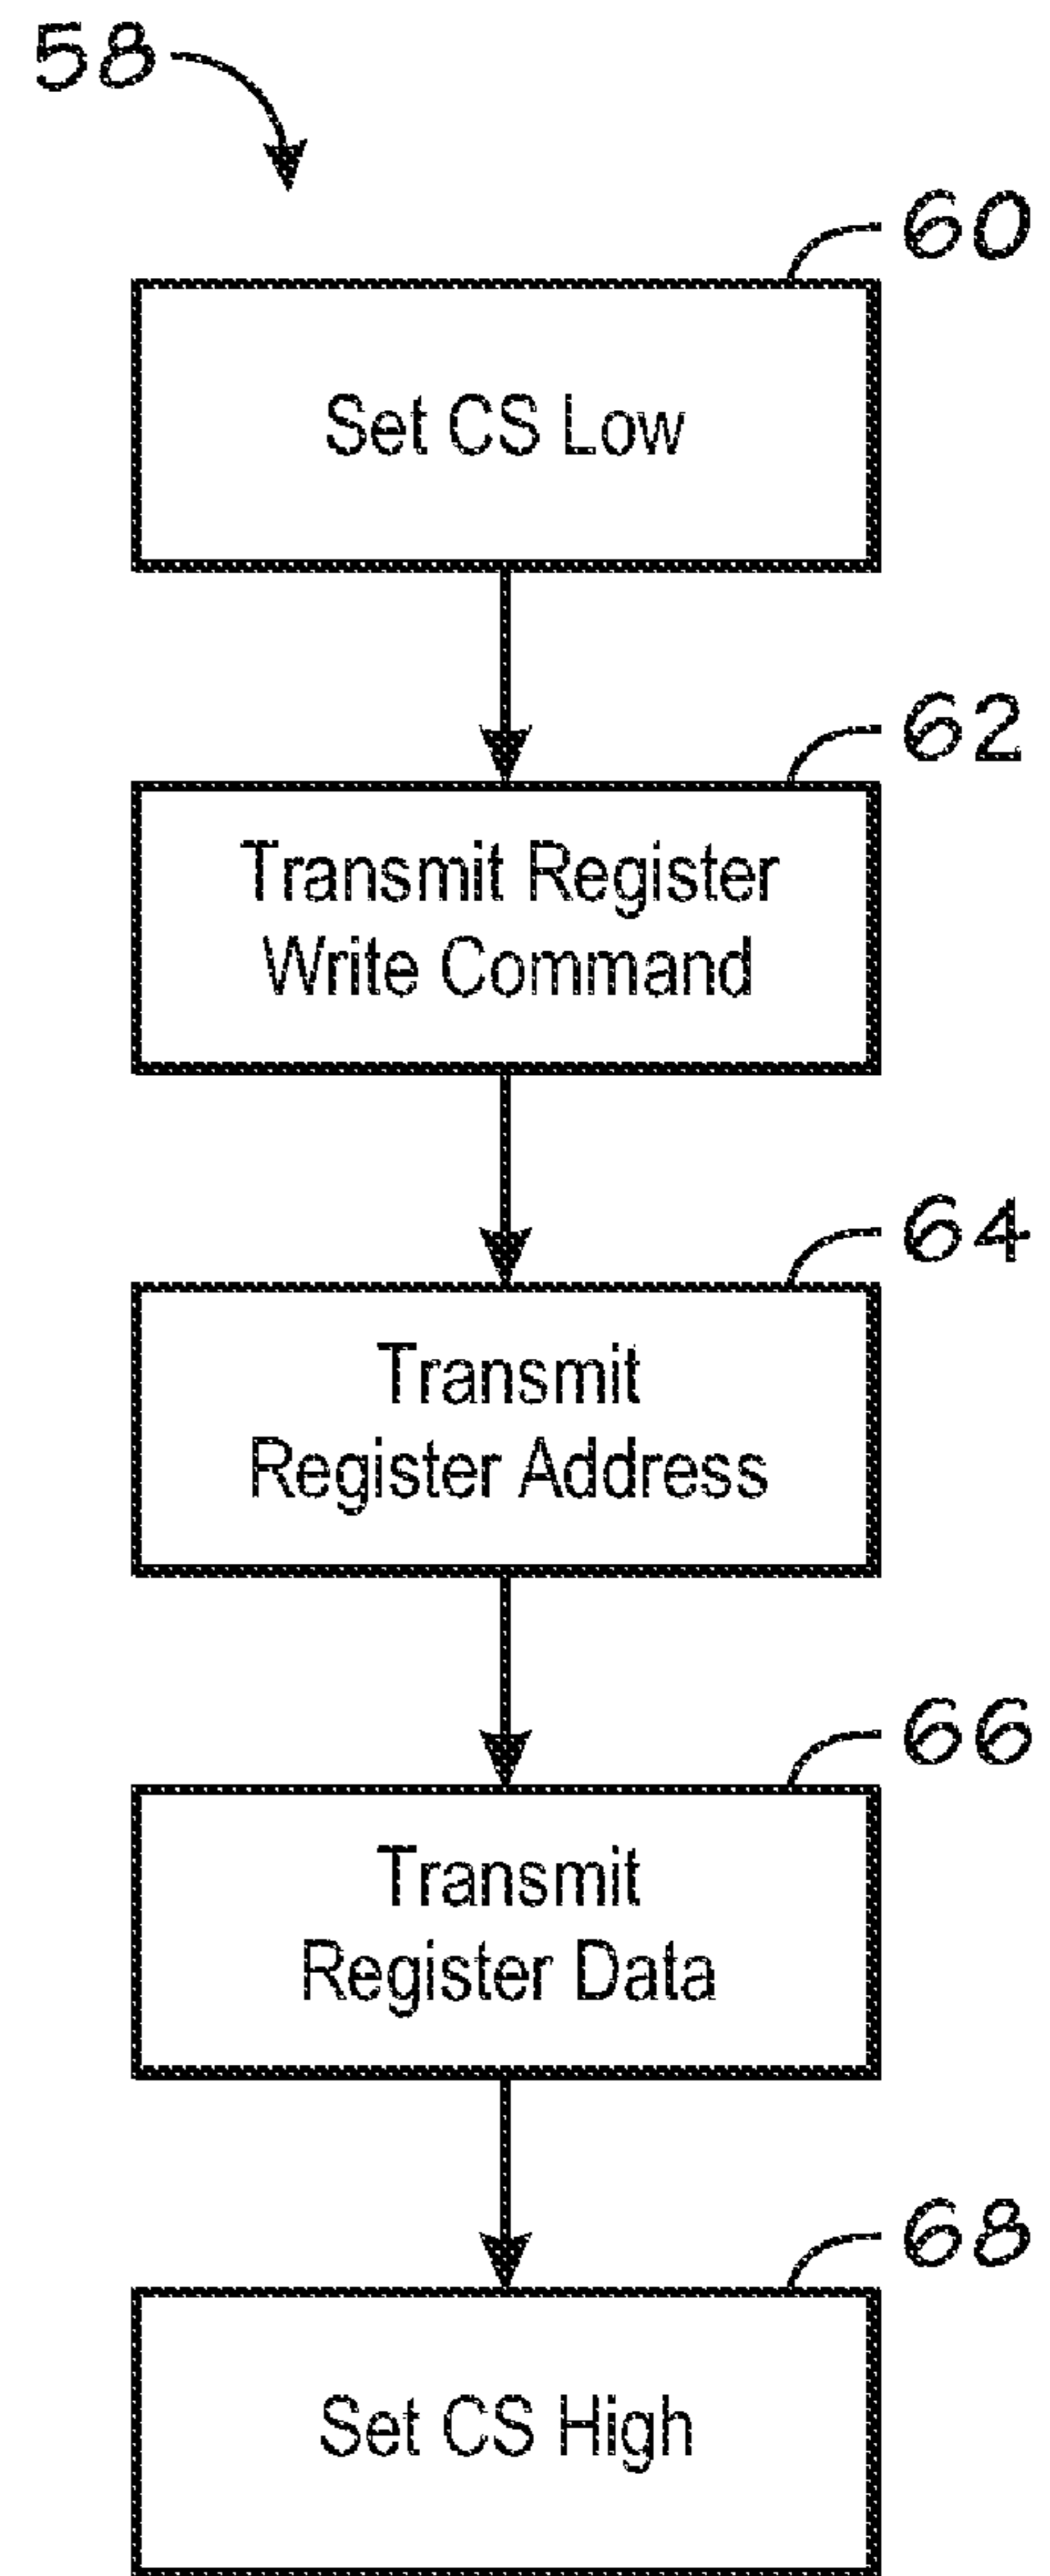 58
60
Set CS Low
62
Transmit Register
Write Command
64
Transmit
Register Address
66
Transmit
Register Data
68
Set CS High